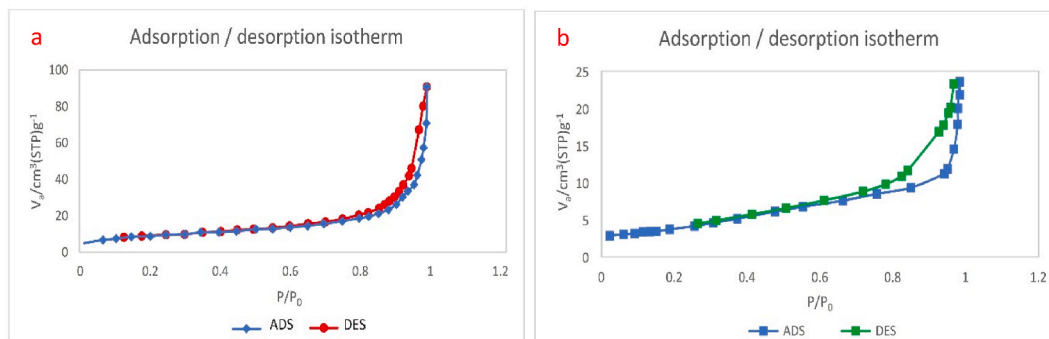 a
Adsorption / desorption isotherm
Vₐ/cm³(STP)g⁻¹
100
80
60
40
20
0
0
0.2
0.4
0.6
0.8
1
1.2
P/P₀
ADS
DES
b
Adsorption / desorption isotherm
Vₐ/cm³(STP)g⁻¹
25
20
15
10
5
0
0
0.2
0.4
0.6
0.8
1
1.2
P/P₀
ADS
DES